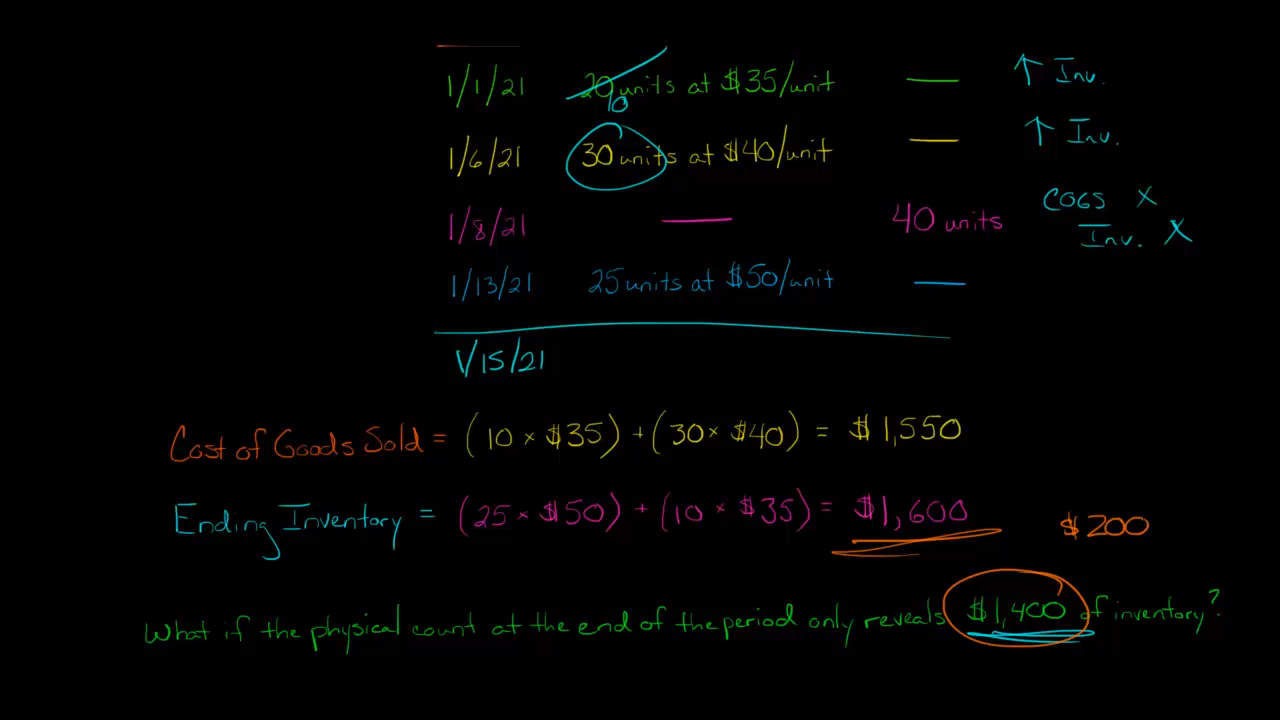 1/1/21 20 units at $35/unit — ↑ Inv.
10
1/6/21 30 units at $40/unit — ↑ Inv.
1/8/21 — 40 units COGS X
Inv. X
1/13/21 25 units at $50/unit —
1/15/21
Cost of Goods Sold = (10 × $35) + (30 × $40) = $1,550
Ending Inventory = (25 × $50) + (10 × $35) = $1,600
$200
What if the physical count at the end of the period only reveals $1,400 of inventory?